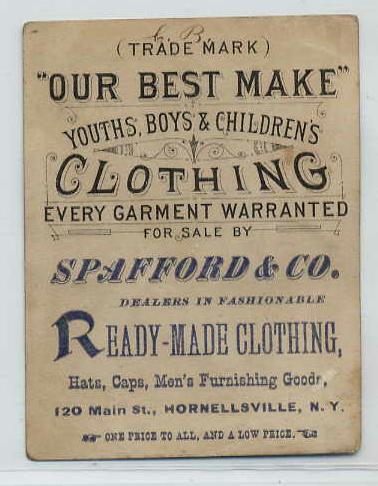 C. B.
(TRADE MARK)
"OUR BEST MAKE"
YOUTHS, BOYS & CHILDREN'S
CLOTHING
EVERY GARMENT WARRANTED
FOR SALE BY
SPAFFORD & CO.
DEALERS IN FASHIONABLE
READY-MADE CLOTHING,
Hats, Caps, Men's Furnishing Goods,
120 Main St., HORNELLSVILLE, N. Y.
ONE PRICE TO ALL, AND A LOW PRICE.